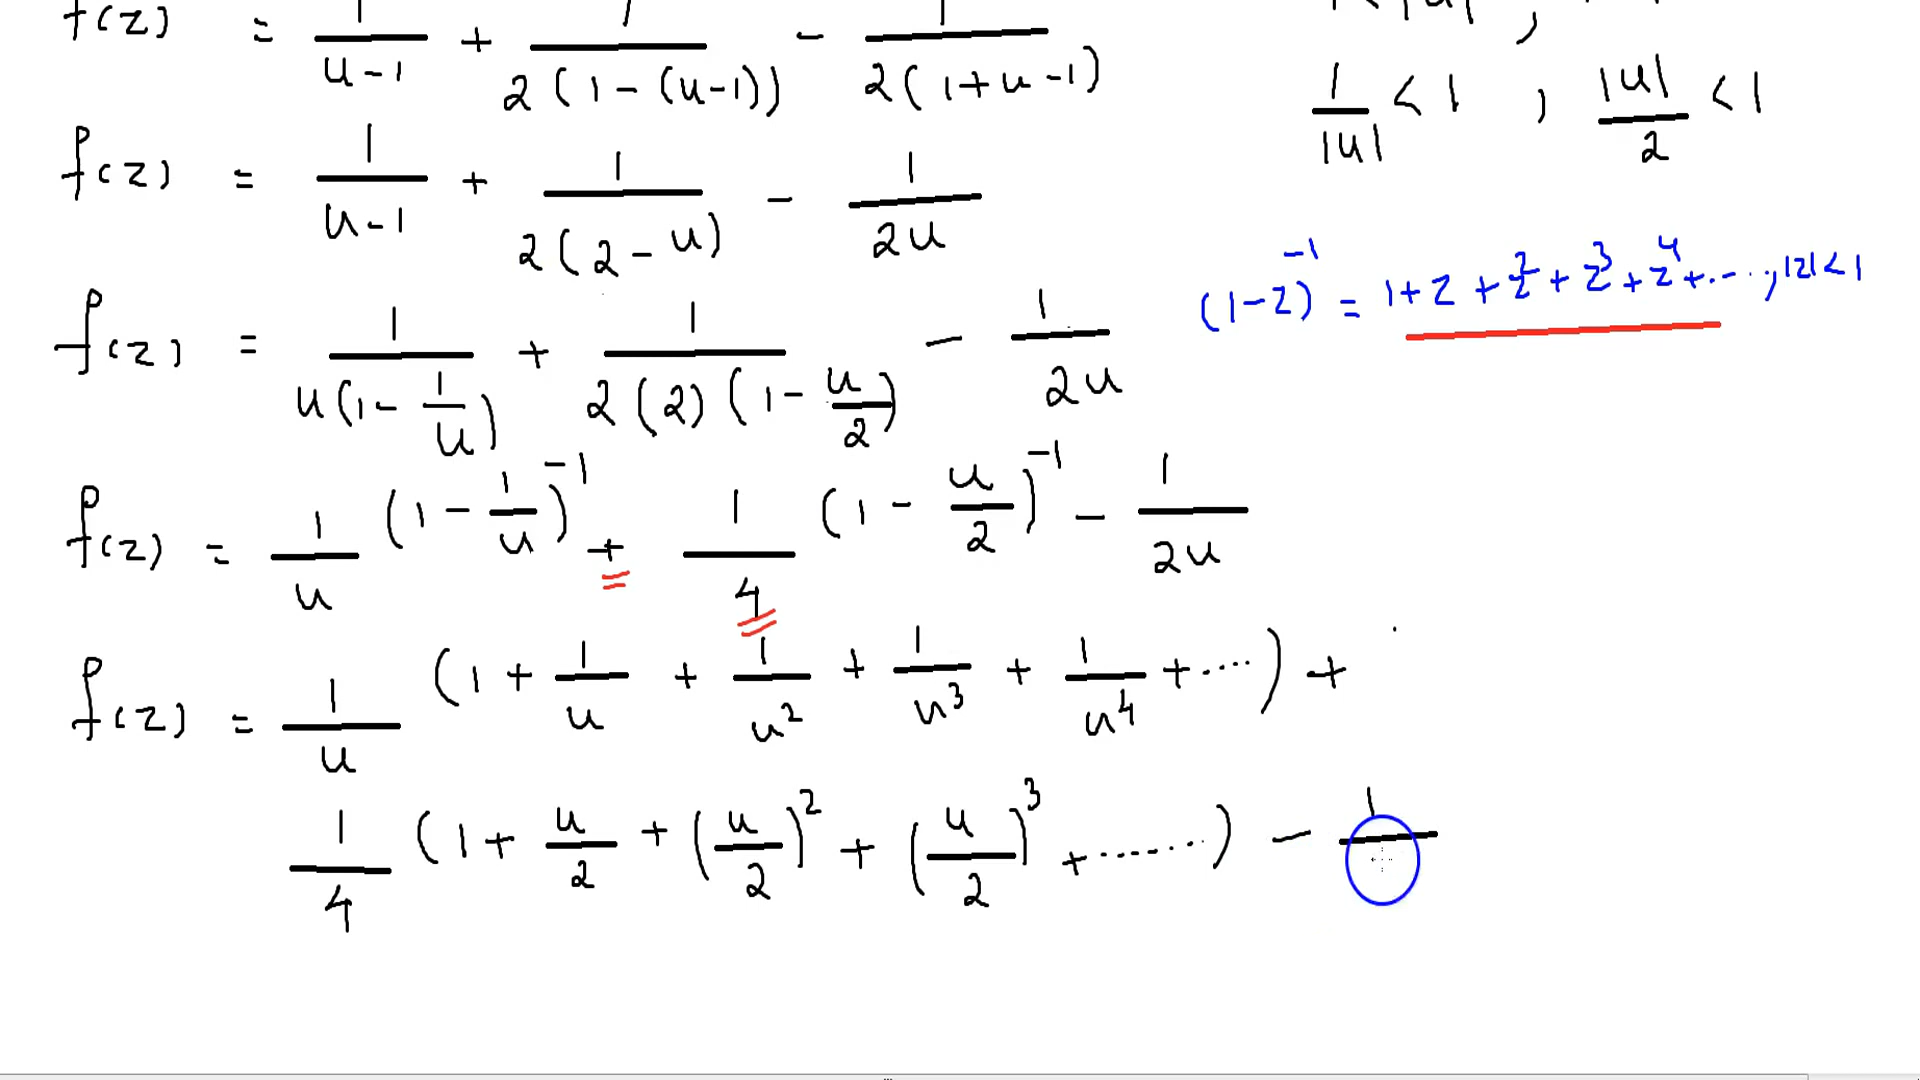 f(z) = 1/(u-1) + 1/(2(1-(u-1))) - 1/(2(1+u-1))
1/|u| < 1 , |u|/2 < 1
f(z) = 1/(u-1) + 1/(2(2-u)) - 1/(2u)
(1-z)^-1 = 1+z+z^2+z^3+z^4+....., |z|<1
f(z) = 1/(u(1-1/u)) + 1/(2(2)(1-u/2)) - 1/(2u)
f(z) = 1/u (1-1/u)^-1 + 1/4 (1-u/2)^-1 - 1/(2u)
f(z) = 1/u (1 + 1/u + 1/u^2 + 1/u^3 + 1/u^4 + ....) +
1/4 (1 + u/2 + (u/2)^2 + (u/2)^3 + .......) - 1/